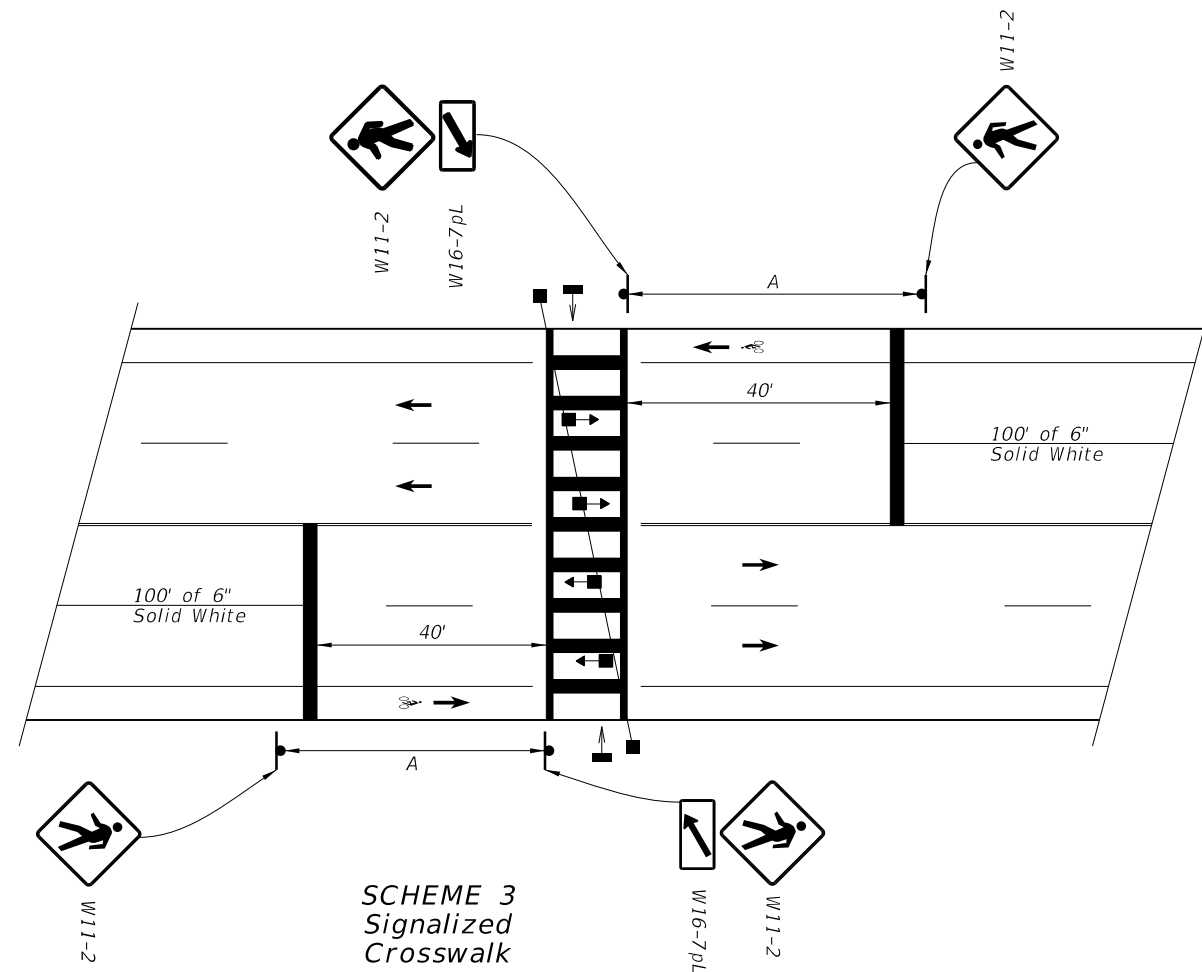 W11-2
W11-2
W16-7pL
A
40'
100' of 6"
Solid White
100' of 6"
Solid White
40'
A
W11-2
W16-7pL
W11-2
SCHEME 3
Signalized
Crosswalk